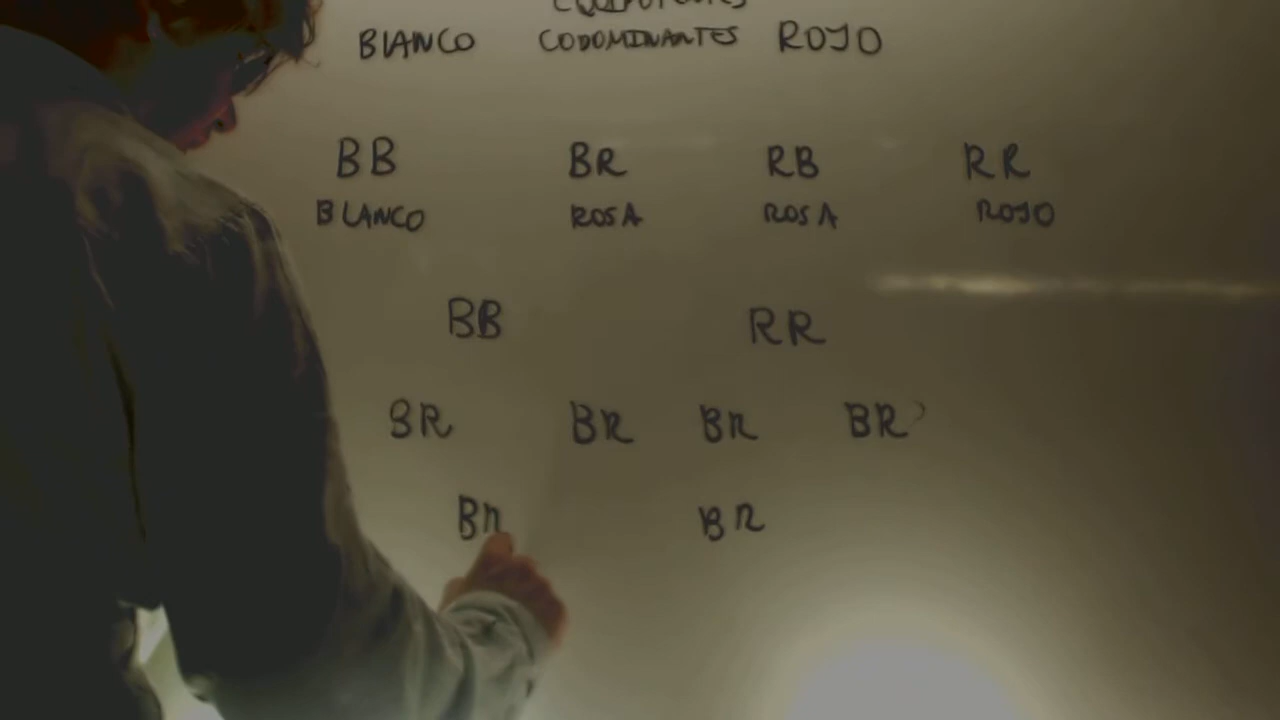 BLANCO CODOMINANTES ROJO
BB BR RB RR
BLANCO ROSA ROSA ROJO
BB RR
BR BR BR BR
BR BR